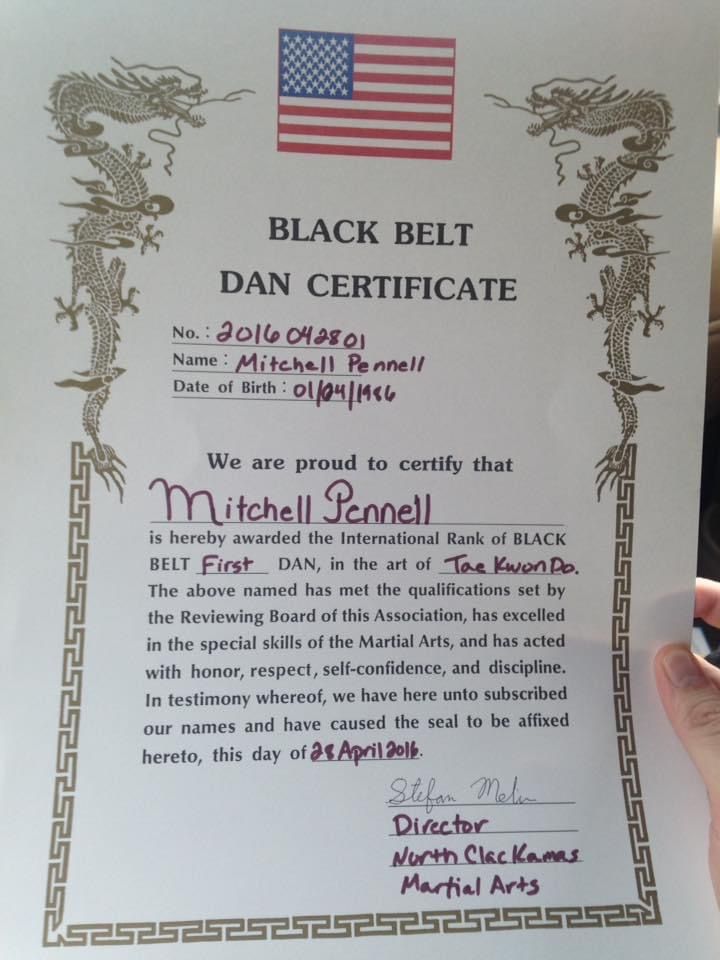 BLACK BELT
DAN CERTIFICATE
No. : 2016042801
Name : Mitchell Pennell
Date of Birth : 01/04/1986
We are proud to certify that
Mitchell Pennell
is hereby awarded the International Rank of BLACK
BELT First DAN, in the art of Tae Kwon Do.
The above named has met the qualifications set by
the Reviewing Board of this Association, has excelled
in the special skills of the Martial Arts, and has acted
with honor, respect, self-confidence, and discipline.
In testimony whereof, we have here unto subscribed
our names and have caused the seal to be affixed
hereto, this day of 28 April 2016.
Stefan
Director
North Clackamas
Martial Arts